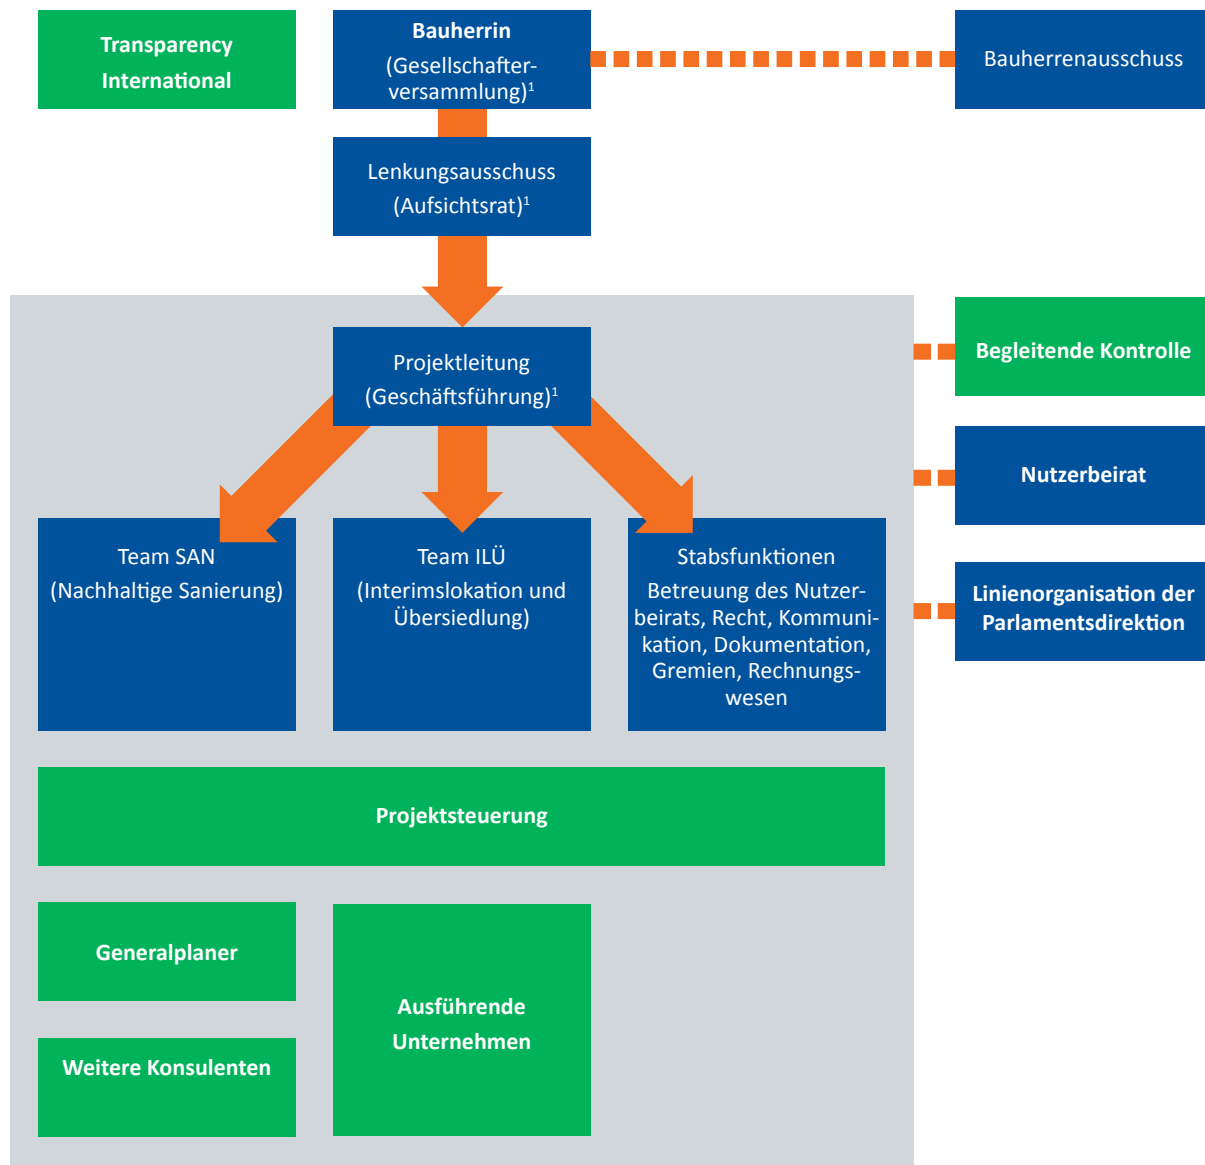 Transparency
International
Bauherrin
(Gesellschafter-
versammlung)¹
Bauherrenausschuss
Lenkungsausschuss
(Aufsichtsrat)¹
Projektleitung
(Geschäftsführung)¹
Begleitende Kontrolle
Nutzerbeirat
Linienorganisation der
Parlamentsdirektion
Team SAN
(Nachhaltige Sanierung)
Team ILÜ
(Interimslokation und
Übersiedlung)
Stabsfunktionen
Betreuung des Nutzer-
beirats, Recht, Kommuni-
kation, Dokumentation,
Gremien, Rechnungs-
wesen
Projektsteuerung
Generalplaner
Ausführende
Unternehmen
Weitere Konsulenten